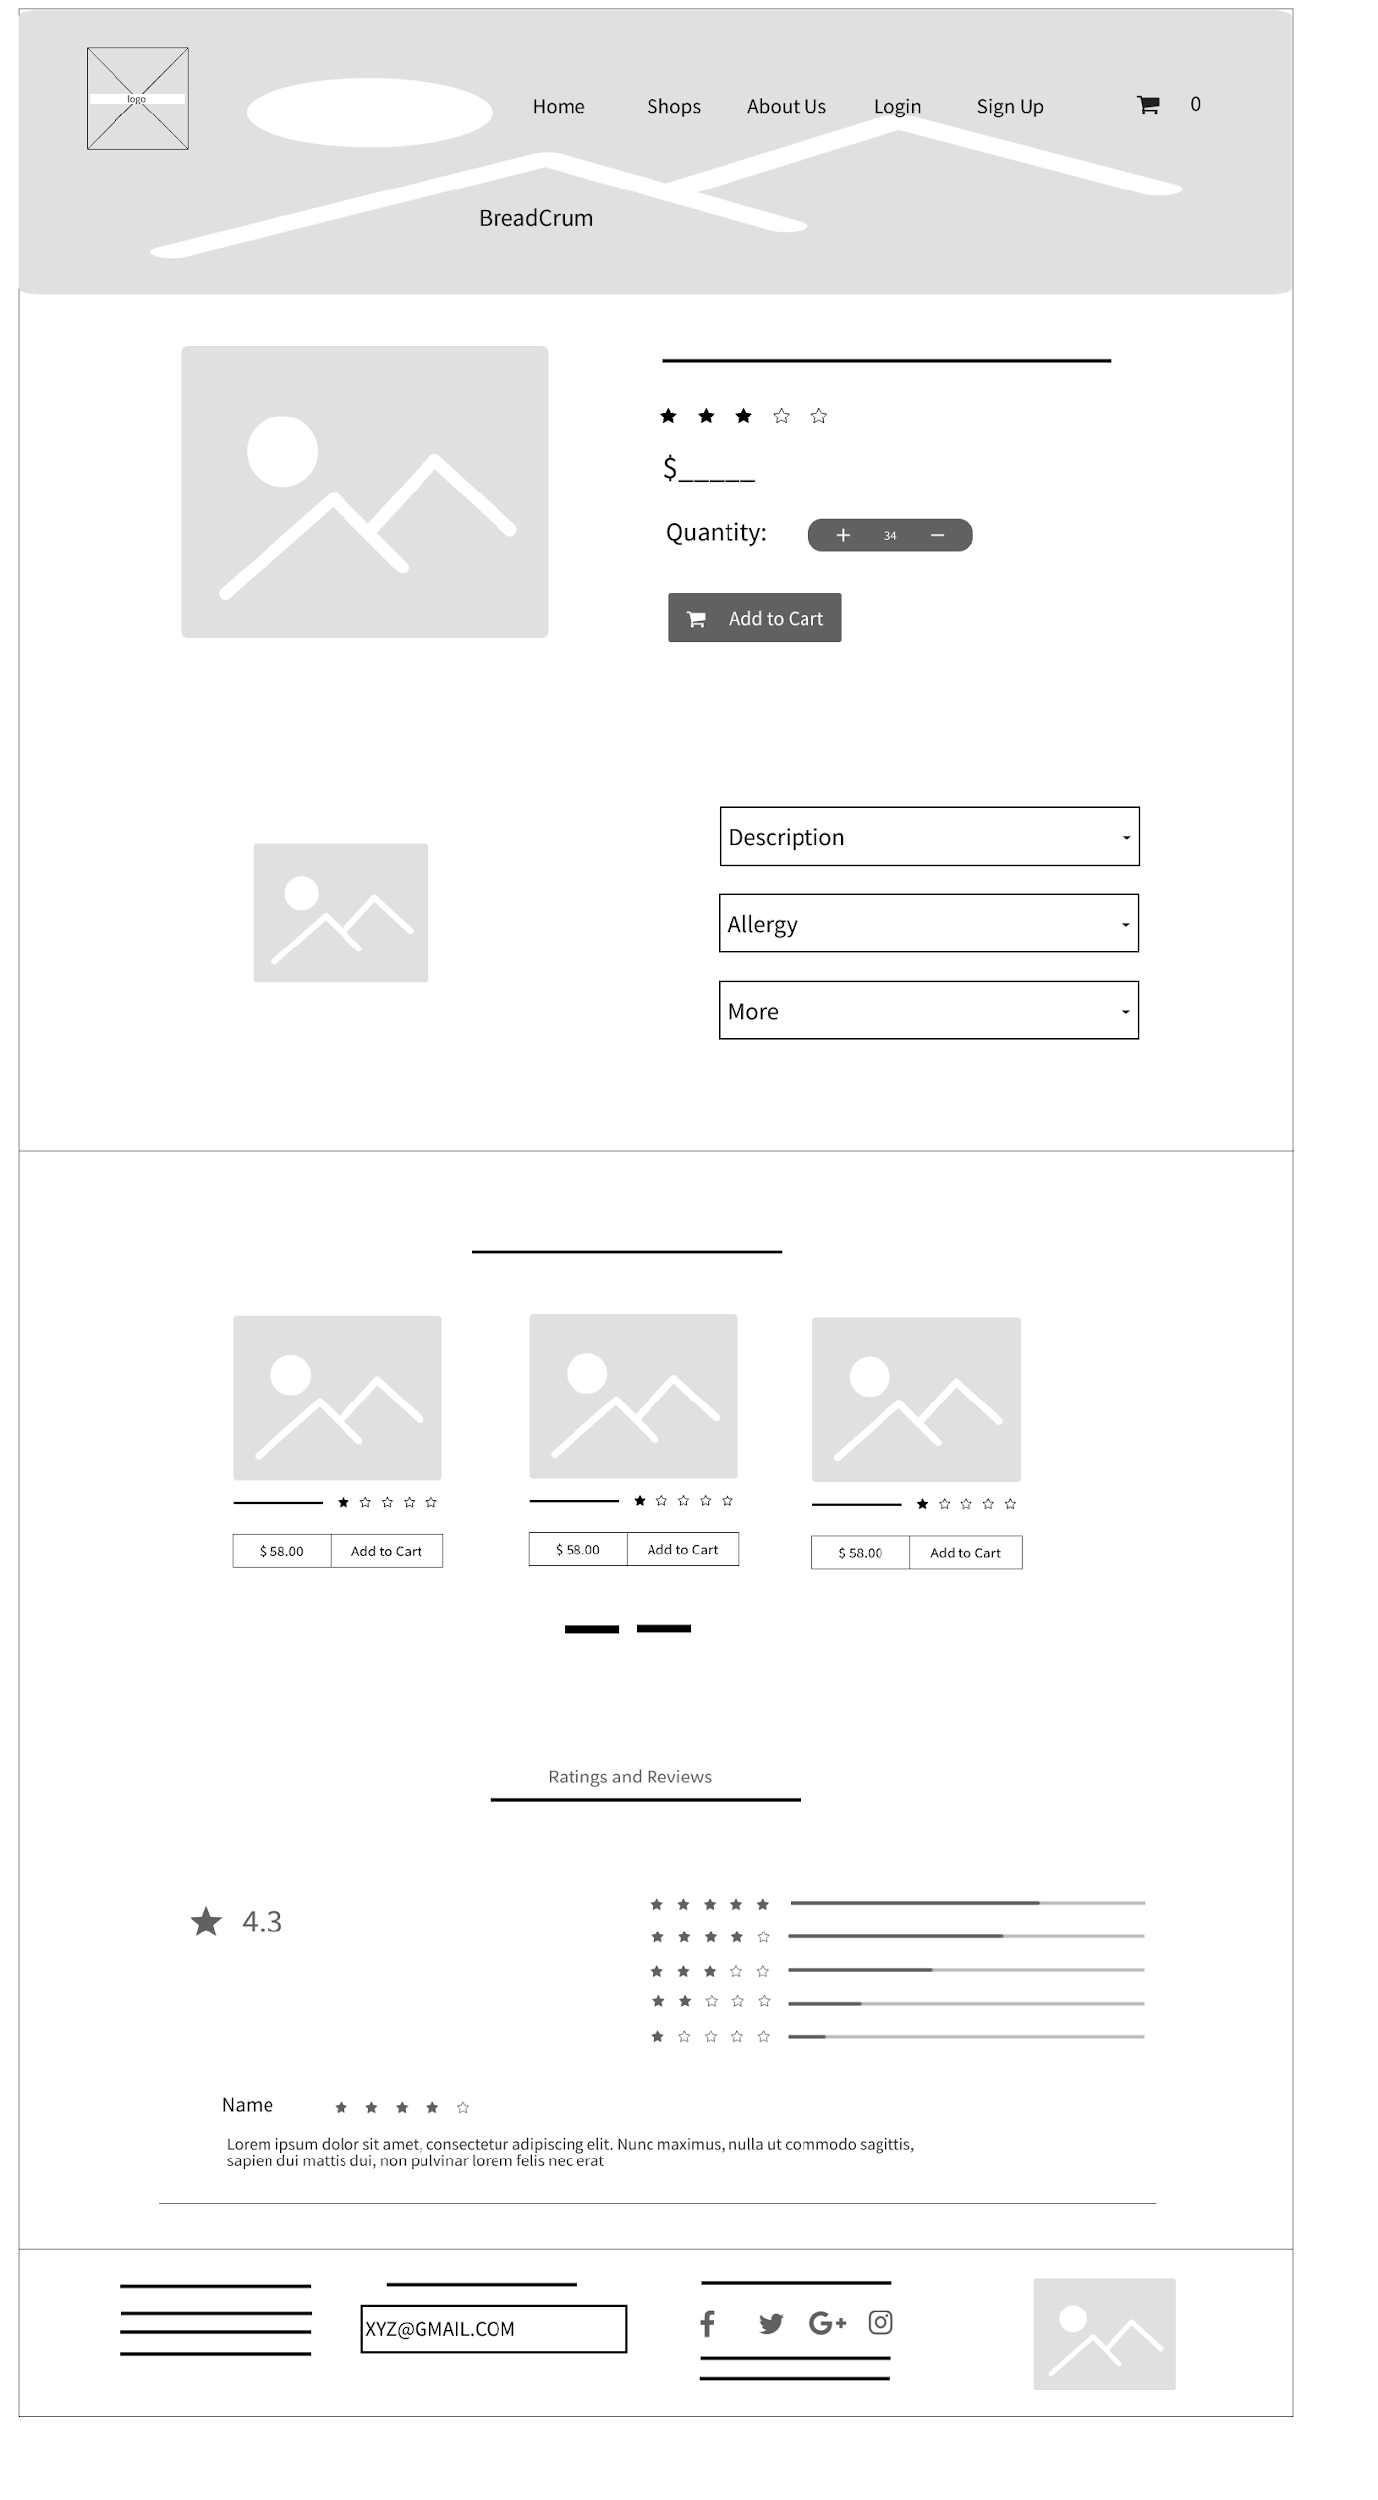 logo
Home Shops About Us Login Sign Up 0
BreadCrum
$_____
Quantity: + 34 −
Add to Cart
Description
Allergy
More
$ 58.00 Add to Cart $ 58.00 Add to Cart $ 58.00 Add to Cart
Ratings and Reviews
4.3
Name
Lorem ipsum dolor sit amet, consectetur adipiscing elit. Nunc maximus, nulla ut commodo sagittis,
sapien dui mattis dui, non pulvinar lorem felis nec erat
XYZ@GMAIL.COM